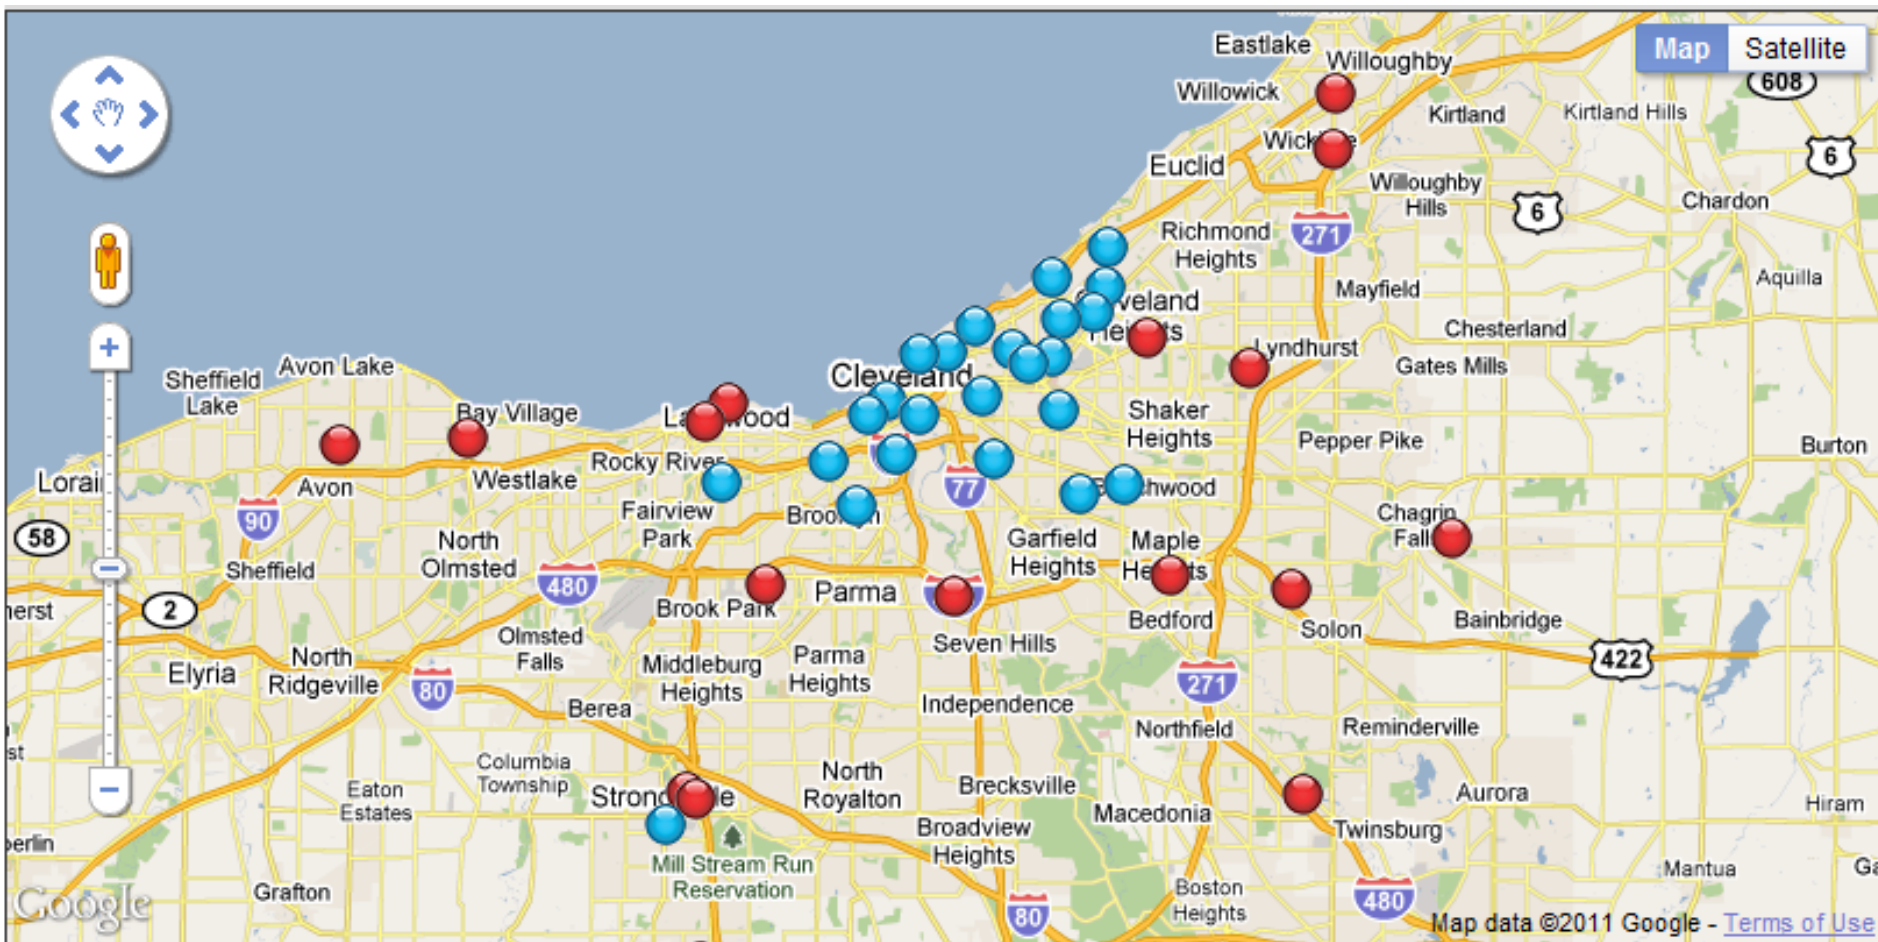 Eastlake
Willoughby
Map
Satellite
608
Willowick
Kirtland
Kirtland Hills
6
Euclid
Willoughby
Hills
6
Chardon
Richmond
Heights
271
Mayfield
Aquilla
Chesterland
Lyndhurst
Gates Mills
Avon Lake
Sheffield
Lake
Cleveland
Bay Village
Shaker
Heights
Pepper Pike
Burton
Rocky River
Westlake
Avon
90
77
Fairview
Park
58
North
Olmsted
Sheffield
480
Garfield
Heights
Maple
Chagrin
2
Brook Park
Parma
Bedford
Solon
Bainbridge
422
Olmsted
Falls
Seven Hills
Elyria
North
Ridgeville
80
Middleburg
Heights
Parma
Heights
271
Berea
Independence
Northfield
Reminderville
Columbia
Township
Eaton
Estates
North
Royalton
Brecksville
Macedonia
Aurora
Hiram
Broadview
Heights
Twinsburg
Mill Stream Run
Reservation
Mantua
Grafton
Boston
Heights
480
80
Google
Map data ©2011 Google - Terms of Use